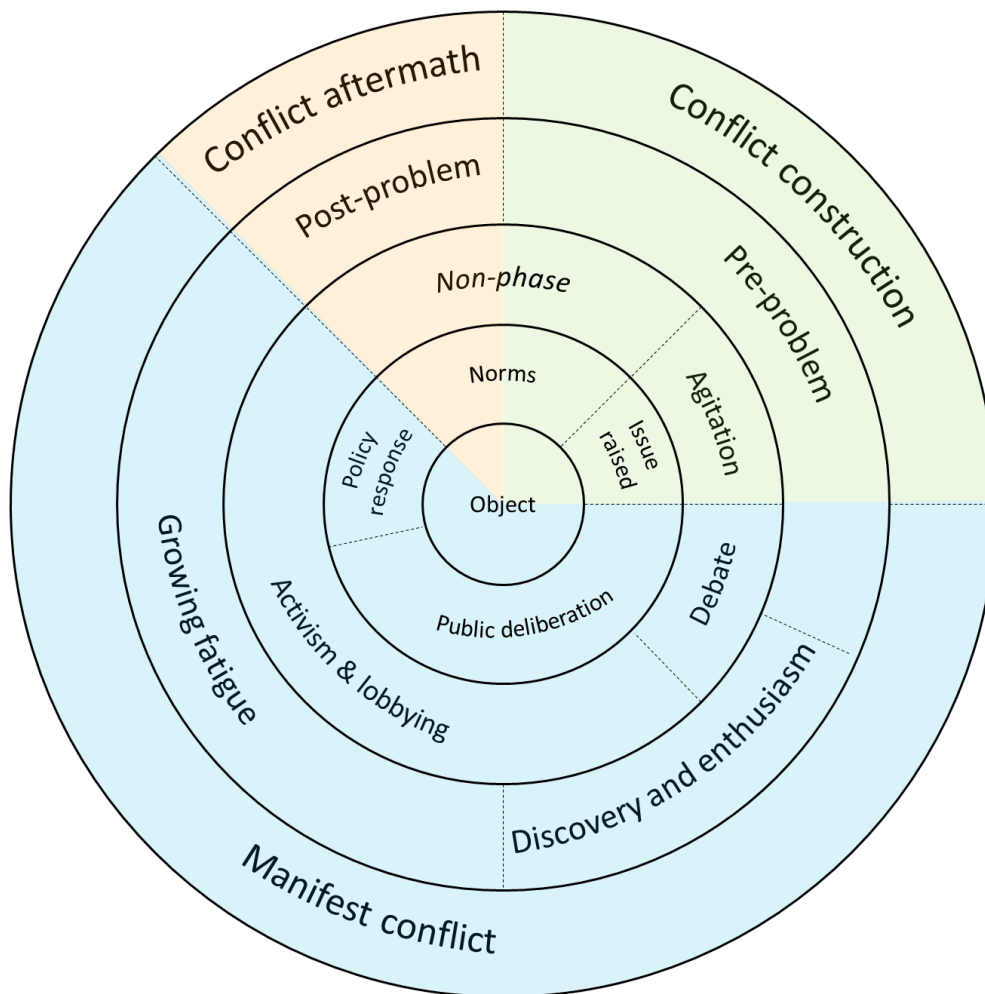 Conflict aftermath
Conflict construction
Post-problem
Pre-problem
Non-phase
Agitation
Norms
Issue
raised
Policy
response
Object
Debate
Public deliberation
Activism & lobbying
Growing fatigue
Discovery and enthusiasm
Manifest conflict